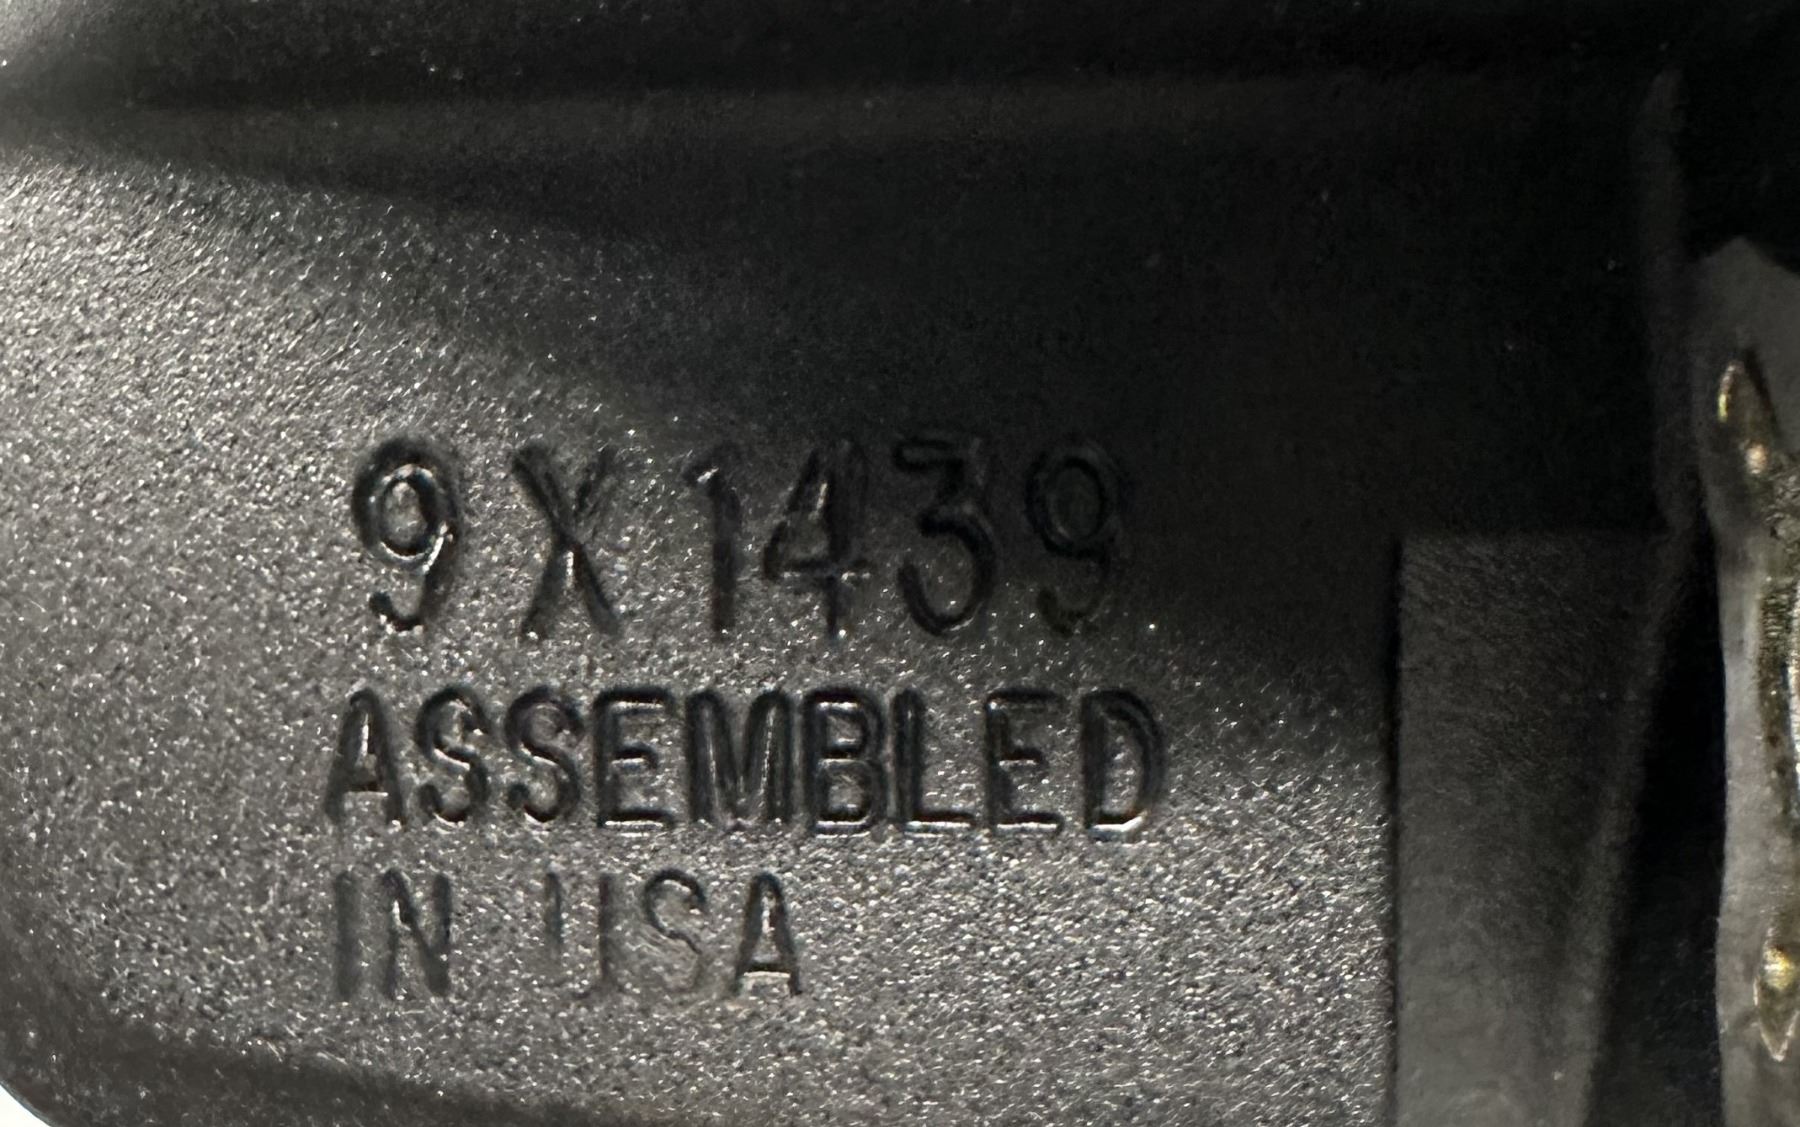 9X1439
ASSEMBLED
IN USA